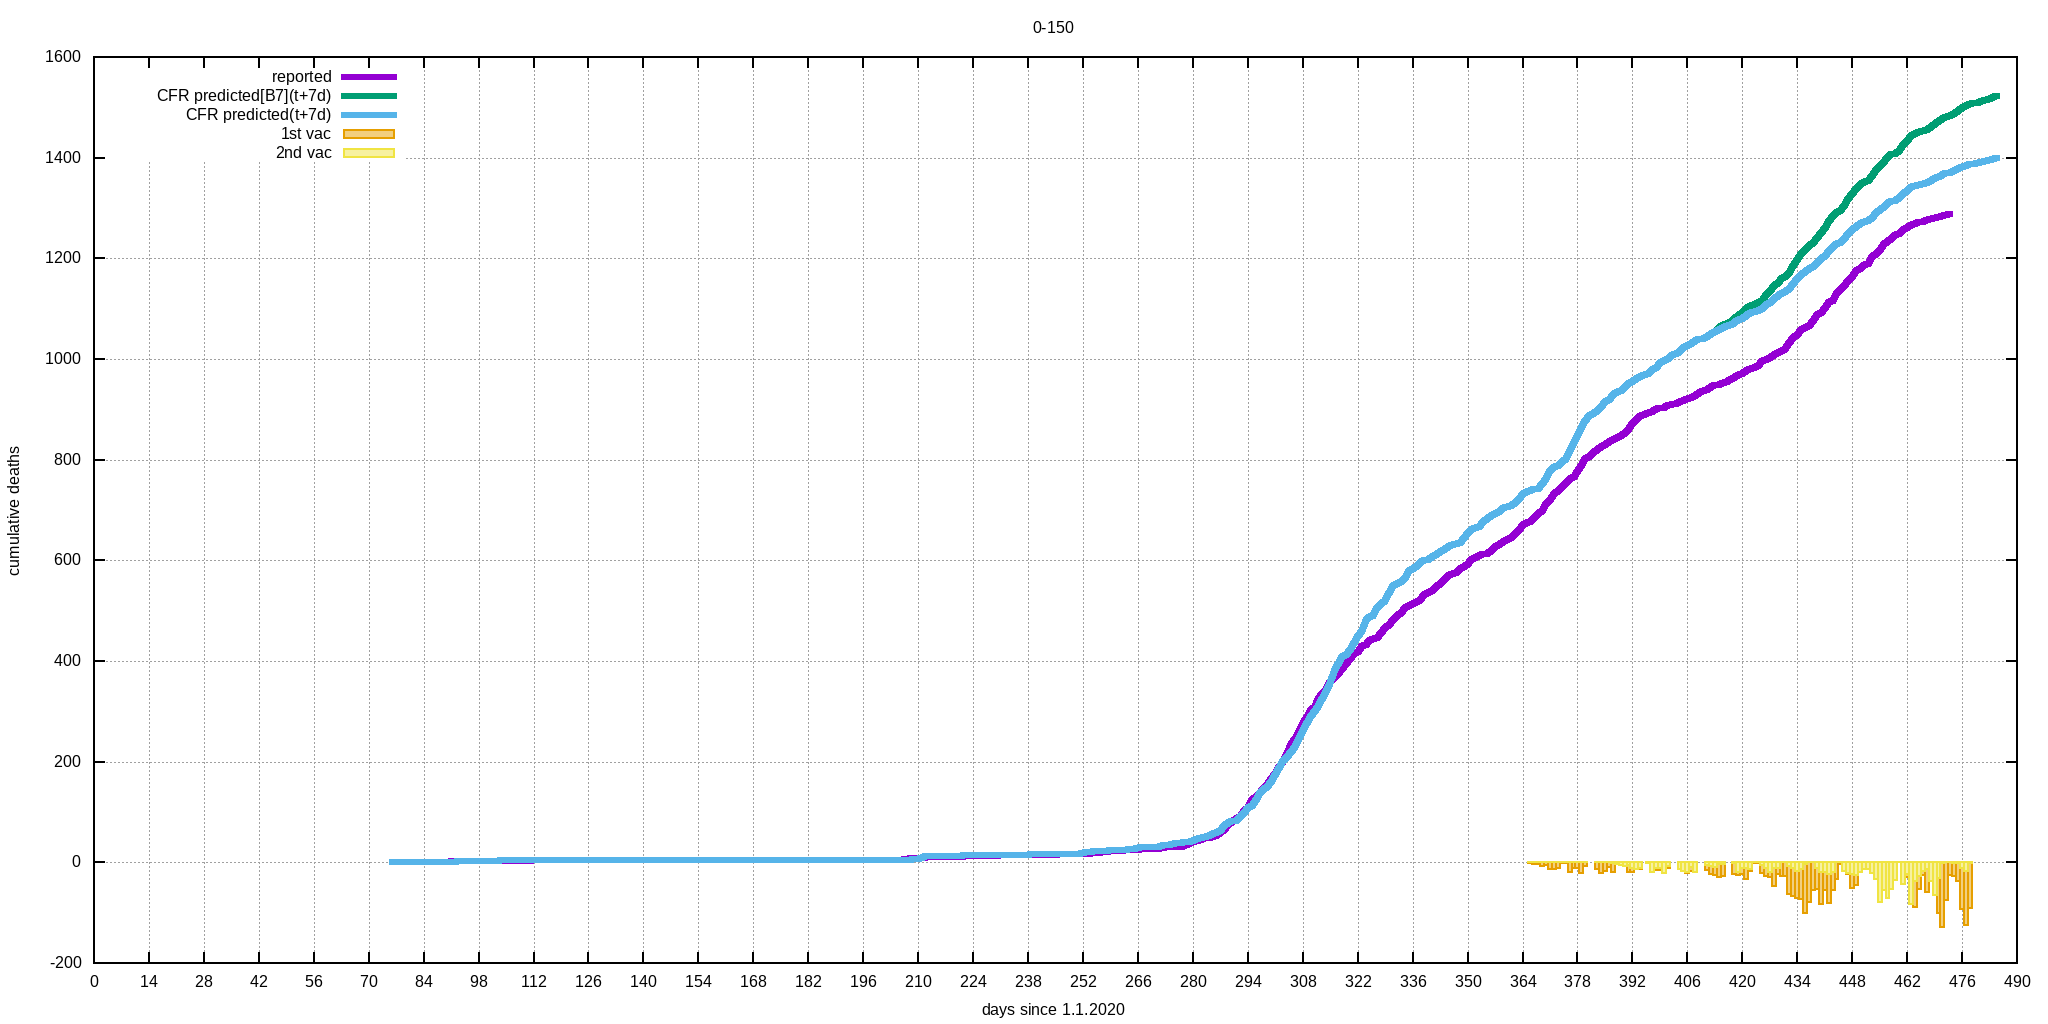 0-150
1600
1400
1200
1000
800
600
400
200
0
-200
reported
CFR predicted[B7](t+7d)
CFR predicted(t+7d)
1st vac
2nd vac
cumulative deaths
0 14 28 42 56 70 84 98 112 126 140 154 168 182 196 210 224 238 252 266 280 294 308 322 336 350 364 378 392 406 420 434 448 462 476 490
days since 1.1.2020